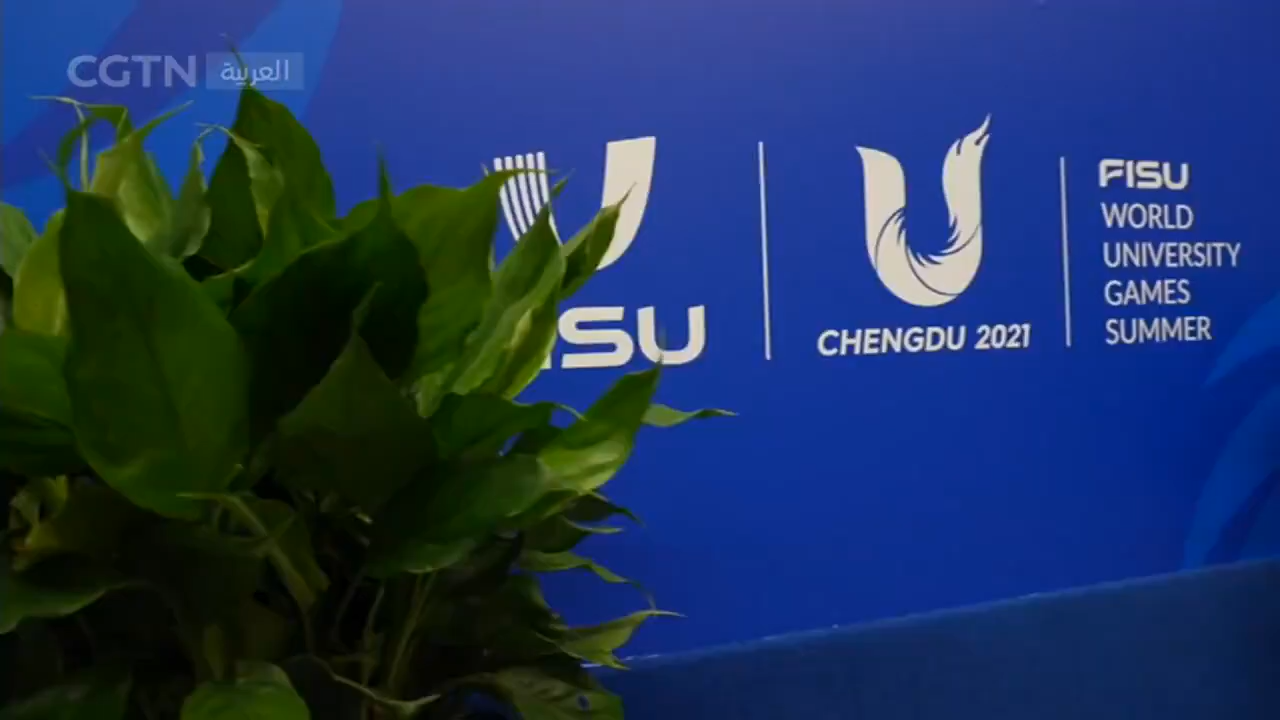 CGTN العربية
FISU
CHENGDU 2021
FISU
WORLD
UNIVERSITY
GAMES
SUMMER